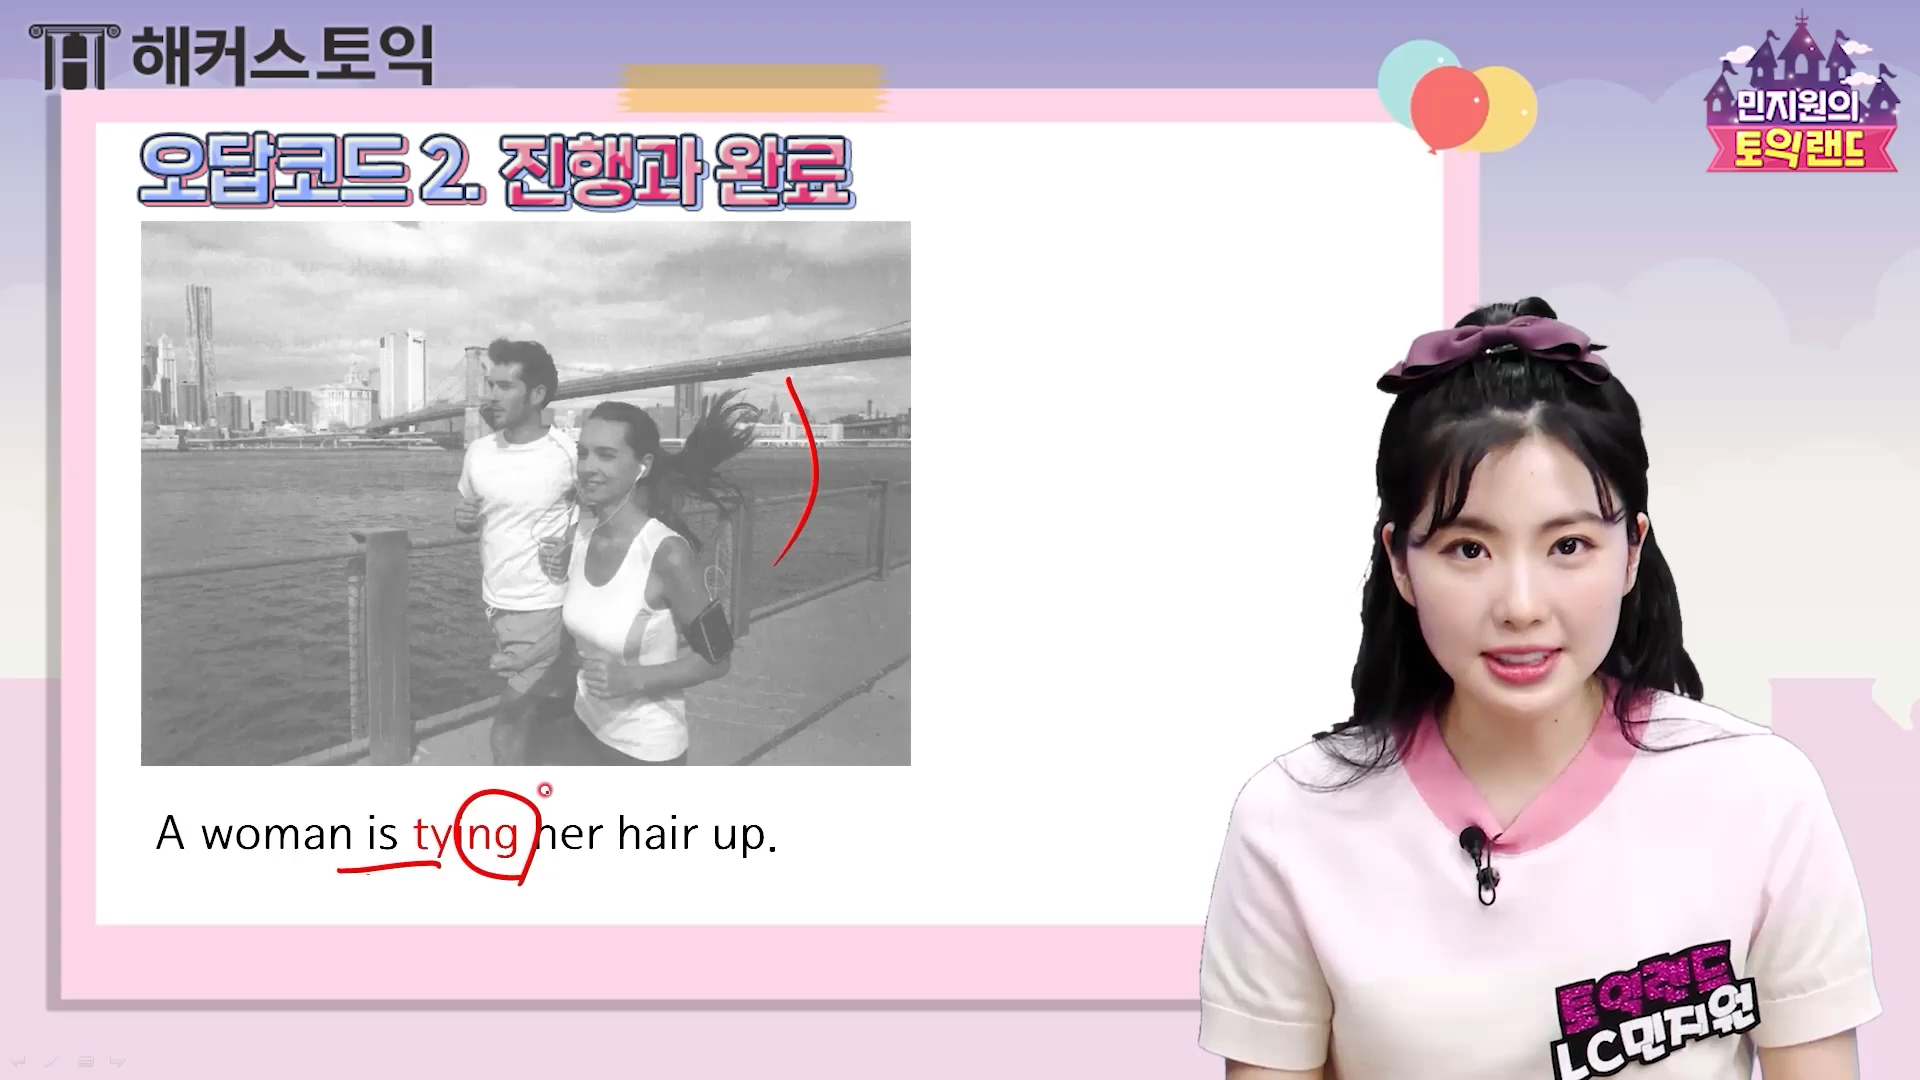 해커스토익
민지원의
토익랜드
오답코드 2. 진행과 완료
A woman is tying her hair up.
토익랜드
LC민지원